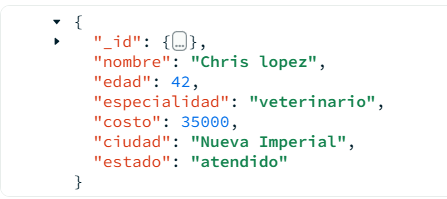 {
"_id": {…},
"nombre": "Chris lopez",
"edad": 42,
"especialidad": "veterinario",
"costo": 35000,
"ciudad": "Nueva Imperial",
"estado": "atendido"
}